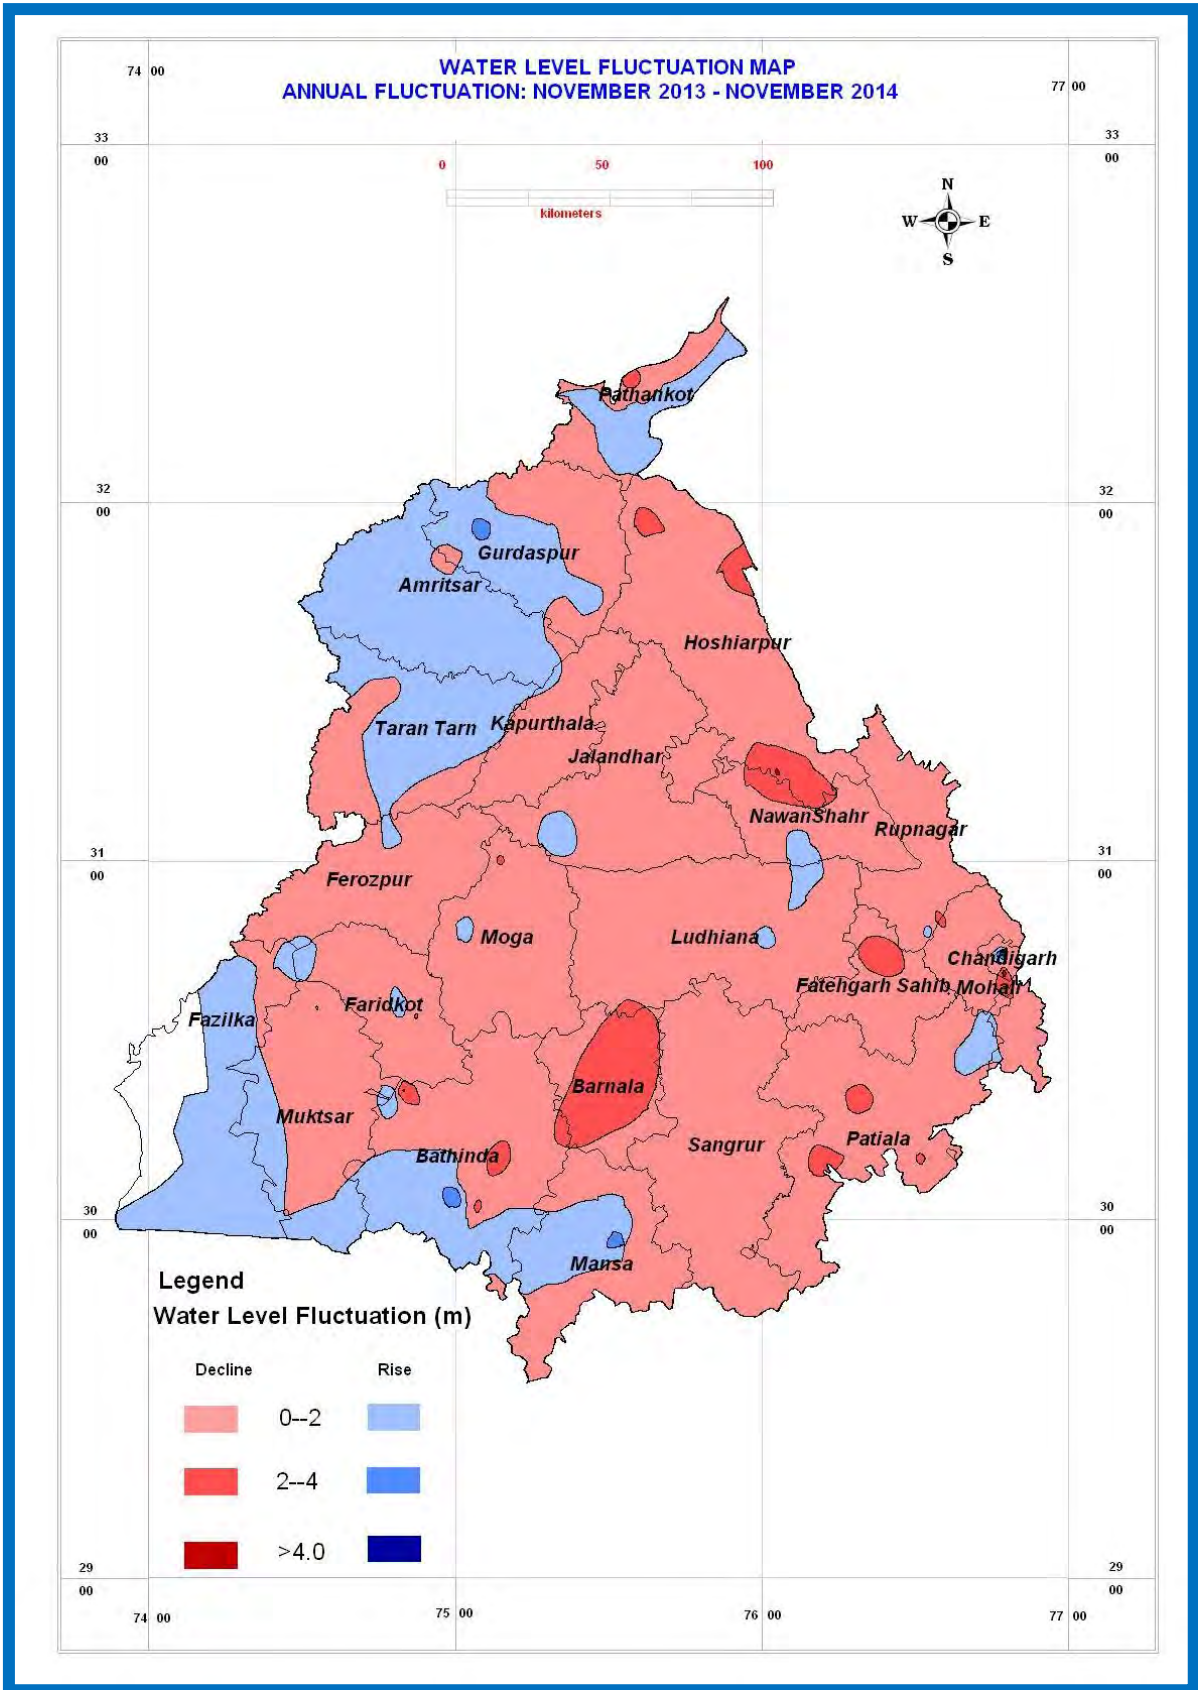 WATER LEVEL FLUCTUATION MAP
ANNUAL FLUCTUATION: NOVEMBER 2013 - NOVEMBER 2014
74 00
77 00
33
00
33
00
0 50 100
kilometers
N
W E
S
Pathankot
32
00
32
00
Gurdaspur
Amritsar
Hoshiarpur
Taran Tarn
Kapurthala
Jalandhar
NawanShahr
Rupnagar
31
00
31
00
Ferozpur
Moga
Ludhiana
Chandigarh
Fatehgarh Sahib
Mohali
Faridkot
Fazilka
Barnala
Muktsar
Patiala
Sangrur
Bathinda
30
00
30
00
Mansa
Legend
Water Level Fluctuation (m)
Decline Rise
0--2
2--4
>4.0
29
00
29
00
74 00
75 00
76 00
77 00